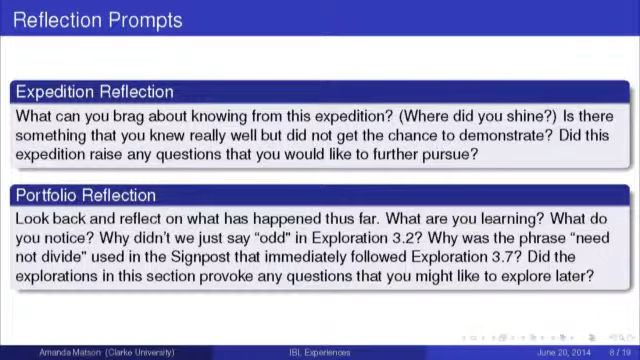 Reflection Prompts
Expedition Reflection
What can you brag about knowing from this expedition? (Where did you shine?) Is there
something that you knew really well but did not get the chance to demonstrate? Did this
expedition raise any questions that you would like to further pursue?
Portfolio Reflection
Look back and reflect on what has happened thus far. What are you learning? What do
you notice? Why didn't we just say “odd” in Exploration 3.2? Why was the phrase “need
not divide” used in the Signpost that immediately followed Exploration 3.7? Did the
explorations in this section provoke any questions that you might like to explore later?
Amanda Matson (Clarke University) IBL Experiences June 20, 2014 8 / 19